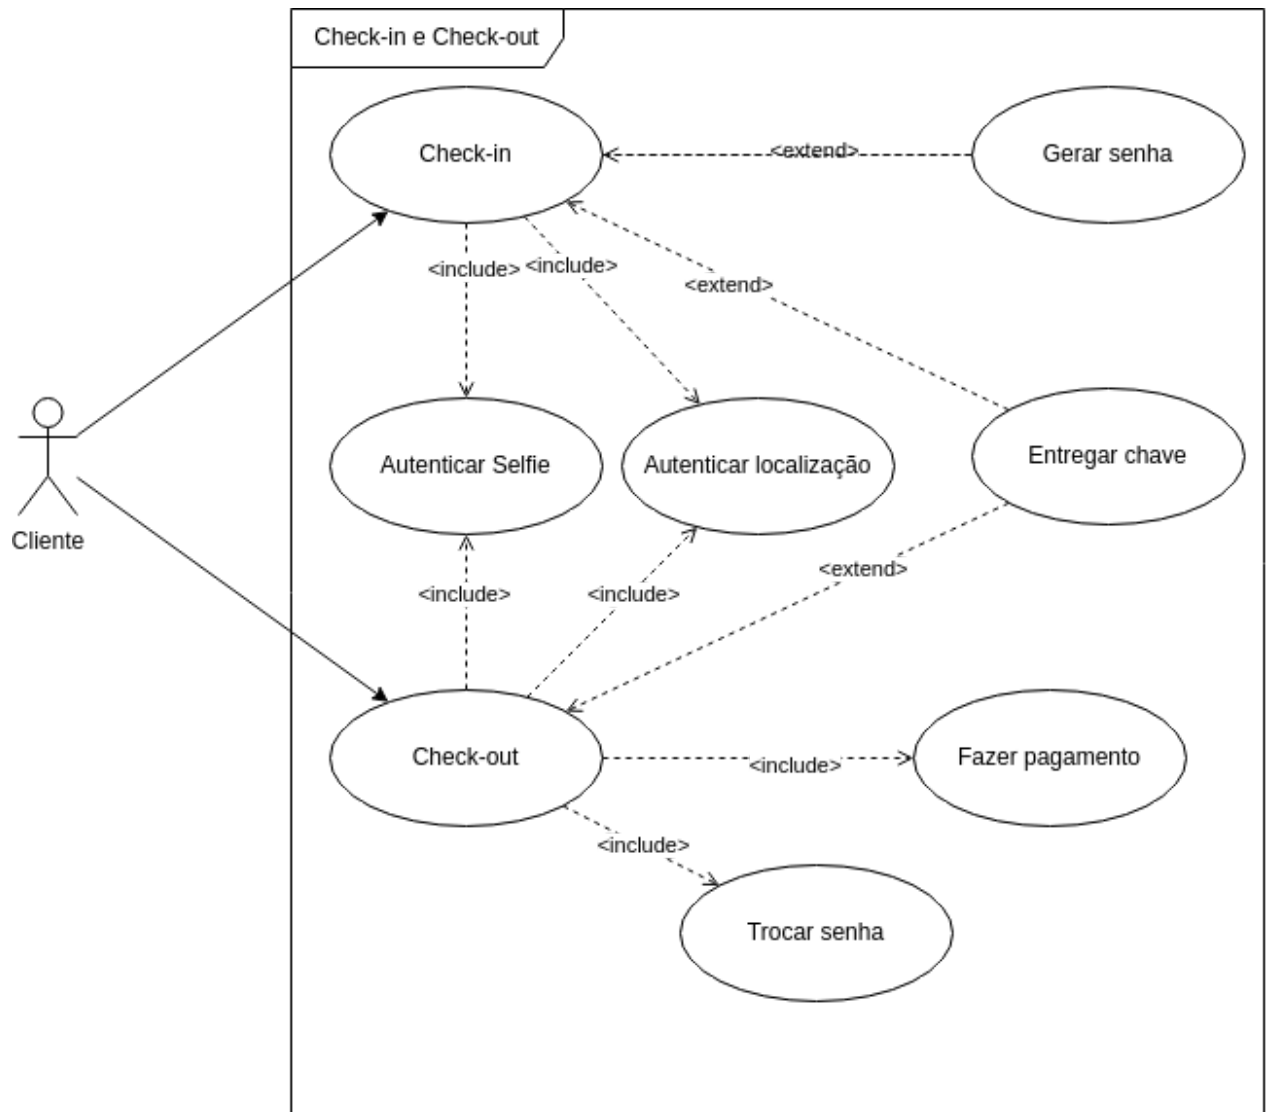 Check-in e Check-out
Check-in
<extend>
Gerar senha
<include>
<include>
<extend>
Autenticar Selfie
Autenticar localização
Entregar chave
Cliente
<include>
<include>
<extend>
Check-out
<include>
Fazer pagamento
<include>
Trocar senha